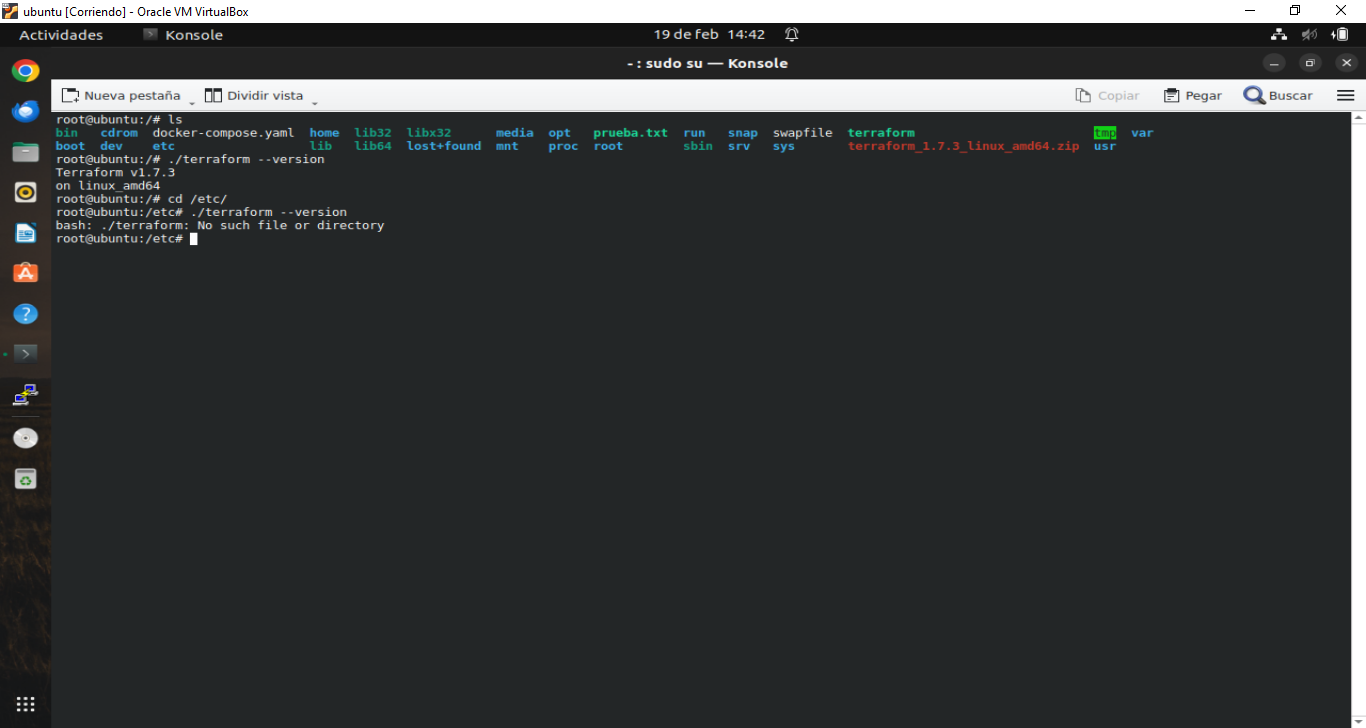 ubuntu [Corriendo] - Oracle VM VirtualBox
Actividades Konsole 19 de feb 14:42
- : sudo su — Konsole
Nueva pestaña Dividir vista Copiar Pegar Buscar
root@ubuntu:/# ls
bin cdrom docker-compose.yaml home lib32 libx32 media opt prueba.txt run snap swapfile terraform tmp var
boot dev etc lib lib64 lost+found mnt proc root sbin srv sys terraform_1.7.3_linux_amd64.zip usr
root@ubuntu:/# ./terraform --version
Terraform v1.7.3
on linux_amd64
root@ubuntu:/# cd /etc/
root@ubuntu:/etc# ./terraform --version
bash: ./terraform: No such file or directory
root@ubuntu:/etc#